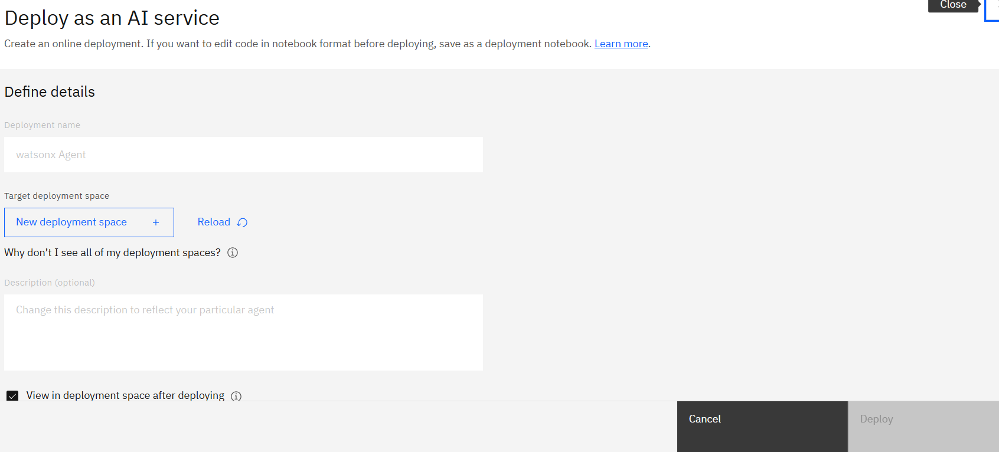 Close
Deploy as an AI service
Create an online deployment. If you want to edit code in notebook format before deploying, save as a deployment notebook. Learn more.
Define details
Deployment name
watsonx Agent
Target deployment space
New deployment space +
Reload
Why don’t I see all of my deployment spaces?
Description (optional)
Change this description to reflect your particular agent
View in deployment space after deploying
Cancel
Deploy